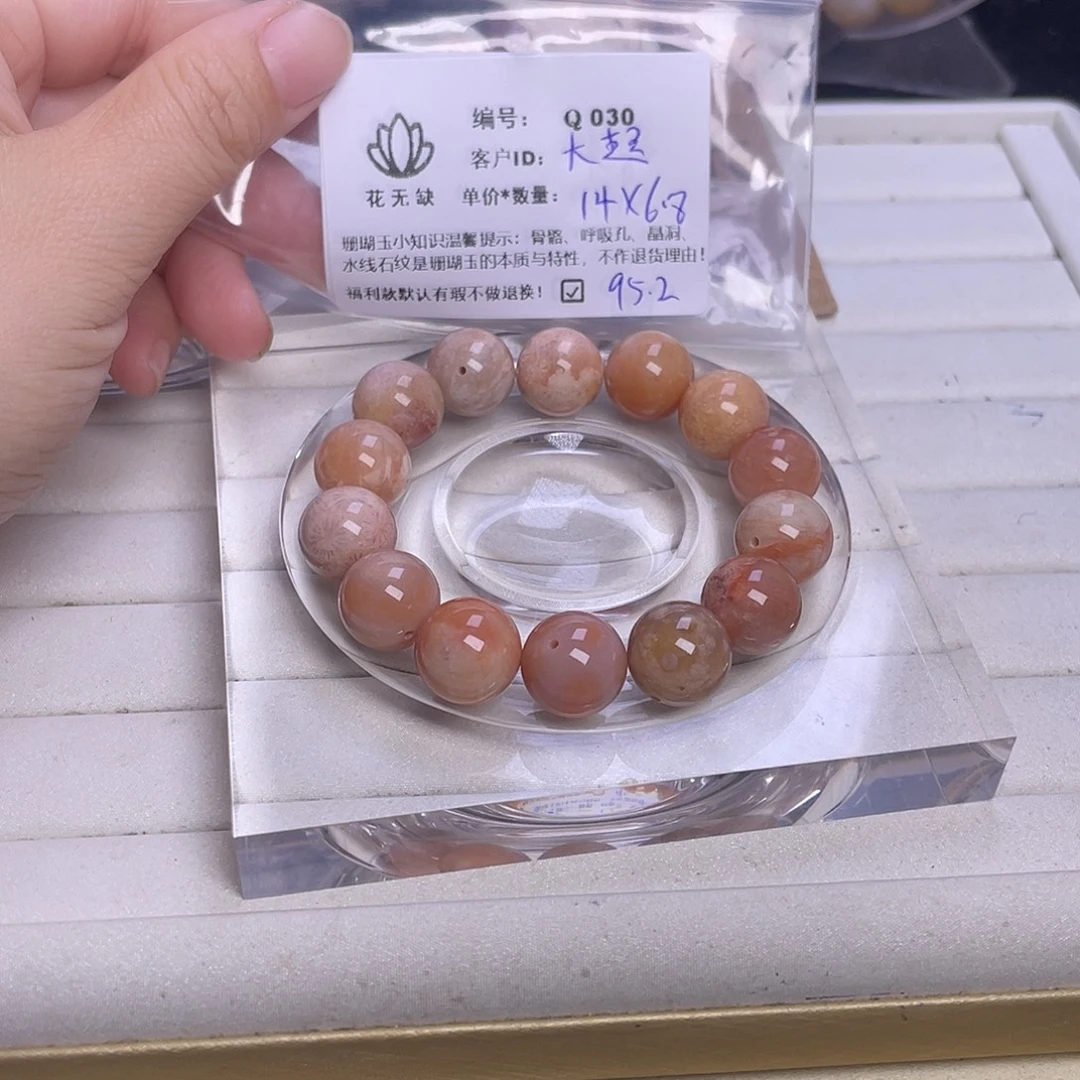 编号： Q 030
客户ID： 大超
花无缺
单价*数量： 14X6.8
珊瑚玉小知识温馨提示：骨骼、呼吸孔、晶洞、
水线石纹是珊瑚玉的本质与特性，不作退货理由！
福利款默认有瑕不做退换！ ☑ 95.2